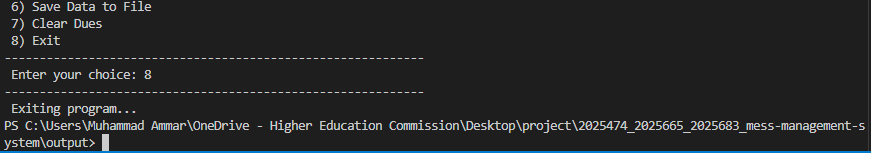 6) Save Data to File
7) Clear Dues
8) Exit
------------------------------------------------------------
Enter your choice: 8
------------------------------------------------------------
Exiting program...
PS C:\Users\Muhammad Ammar\OneDrive - Higher Education Commission\Desktop\project\2025474_2025665_2025683_mess-management-s
ystem\output>